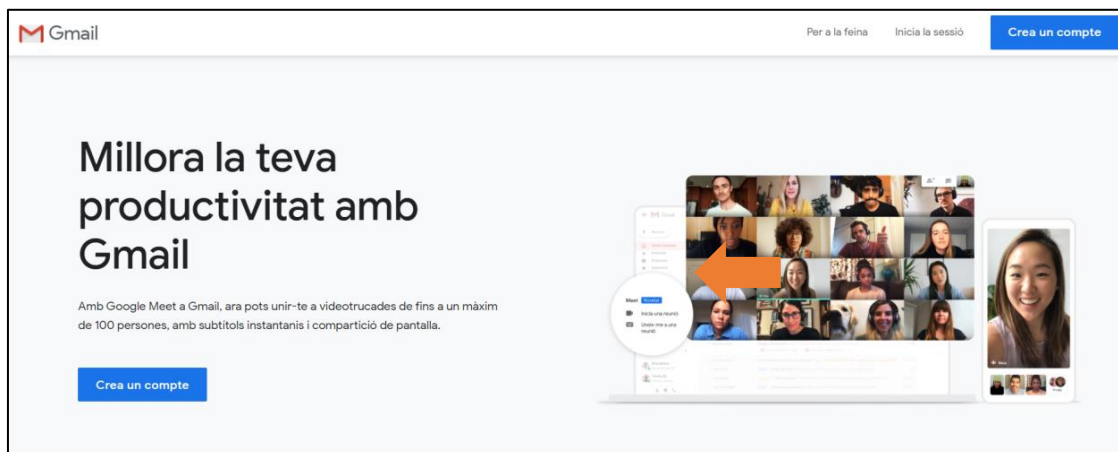 Gmail
Per a la feina
Inicia la sessió
Crea un compte
Millora la teva
productivitat amb
Gmail
Amb Google Meet a Gmail, ara pots unir-te a videotrucades de fins a un màxim
de 100 persones, amb subtítols instantanis i compartició de pantalla.
Crea un compte
Gmail
Meet
Inicia una reunió
Uneix-me a una
reunió